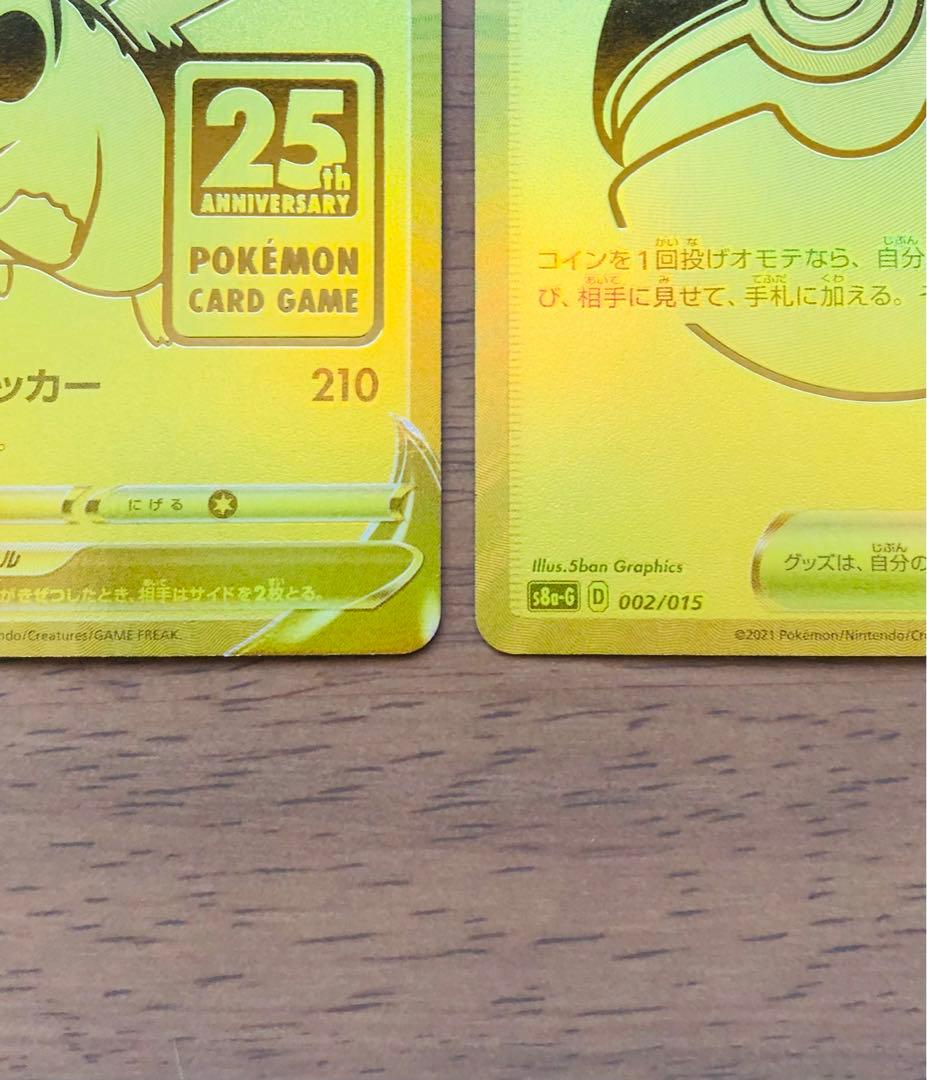 25th
ANNIVERSARY
POKÉMON
CARD GAME
ッカー 210
。
にげる
ル
がきぜつしたとき、相手はサイドを2枚とる。
ndo/Creatures/GAME FREAK.
コインを1回投げオモテなら、自分
び、相手に見せて、手札に加える。そ
グッズは、自分の
Illus.5ban Graphics
s8a-G D 002/015
©2021 Pokémon/Nintendo/Cre